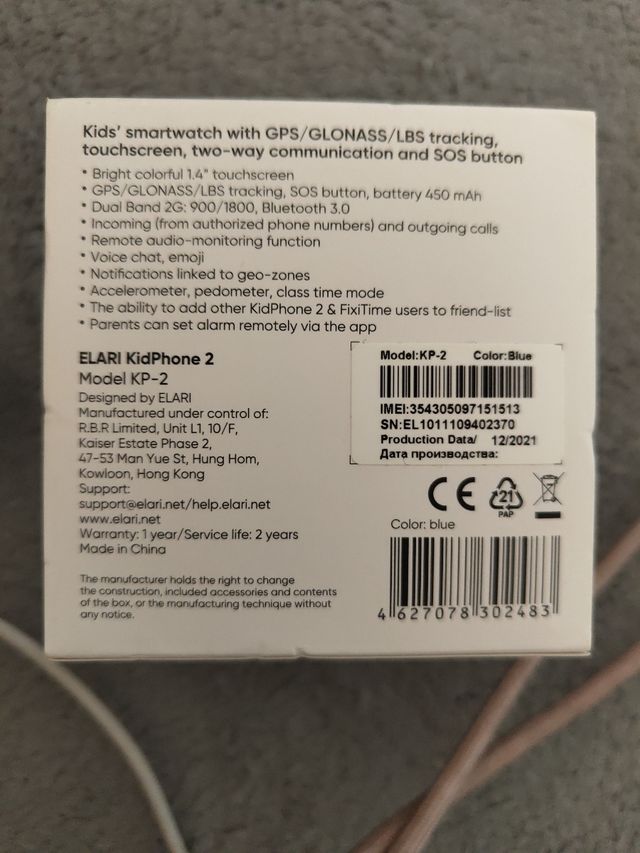 Kids' smartwatch with GPS/GLONASS/LBS tracking,
touchscreen, two-way communication and SOS button
* Bright colorful 1.4" touchscreen
* GPS/GLONASS/LBS tracking, SOS button, battery 450 mAh
* Dual Band 2G: 900/1800, Bluetooth 3.0
* Incoming (from authorized phone numbers) and outgoing calls
* Remote audio-monitoring function
* Voice chat, emoji
* Notifications linked to geo-zones
* Accelerometer, pedometer, class time mode
* The ability to add other KidPhone 2 & FixiTime users to friend-list
* Parents can set alarm remotely via the app
ELARI KidPhone 2
Model KP-2
Designed by ELARI
Manufactured under control of:
R.B.R Limited, Unit L1, 10/F,
Kaiser Estate Phase 2,
47-53 Man Yue St, Hung Hom,
Kowloon, Hong Kong
Support:
support@elari.net/help.elari.net
www.elari.net
Warranty: 1 year/Service life: 2 years
Made in China
The manufacturer holds the right to change
the construction, included accessories and contents
of the box, or the manufacturing technique without
any notice.
Model:KP-2 Color:Blue
IMEI:354305097151513
SN:EL1011109402370
Production Data/ 12/2021
Дата производства:
CE
21
PAP
Color: blue
4 627078 302483